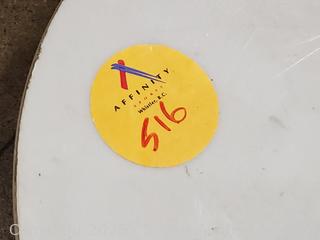 AFFINITY
SPORTS
Whistler, B.C.
516